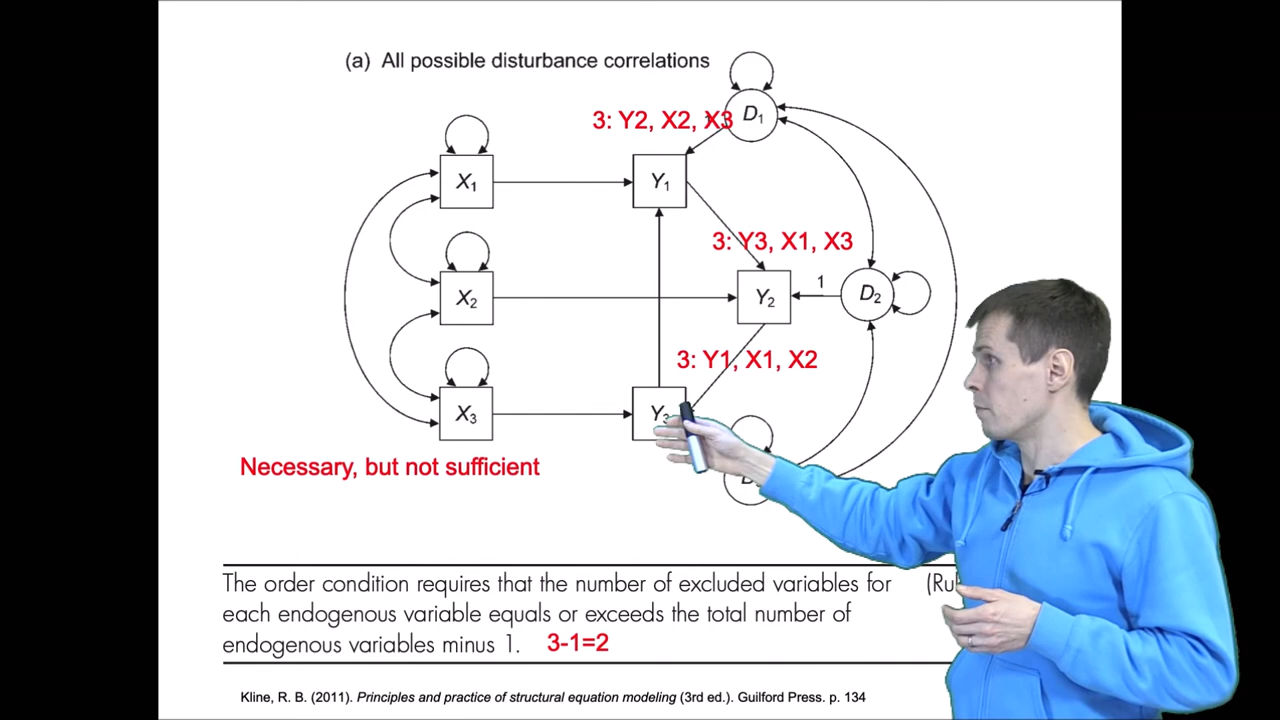 (a) All possible disturbance correlations
3: Y2, X2, X3
D1
X1
Y1
3: Y3, X1, X3
X2
Y2
1
D2
3: Y1, X1, X2
X3
Y3
Necessary, but not sufficient
The order condition requires that the number of excluded variables for
each endogenous variable equals or exceeds the total number of
endogenous variables minus 1. 3-1=2
Kline, R. B. (2011). Principles and practice of structural equation modeling (3rd ed.). Guilford Press. p. 134